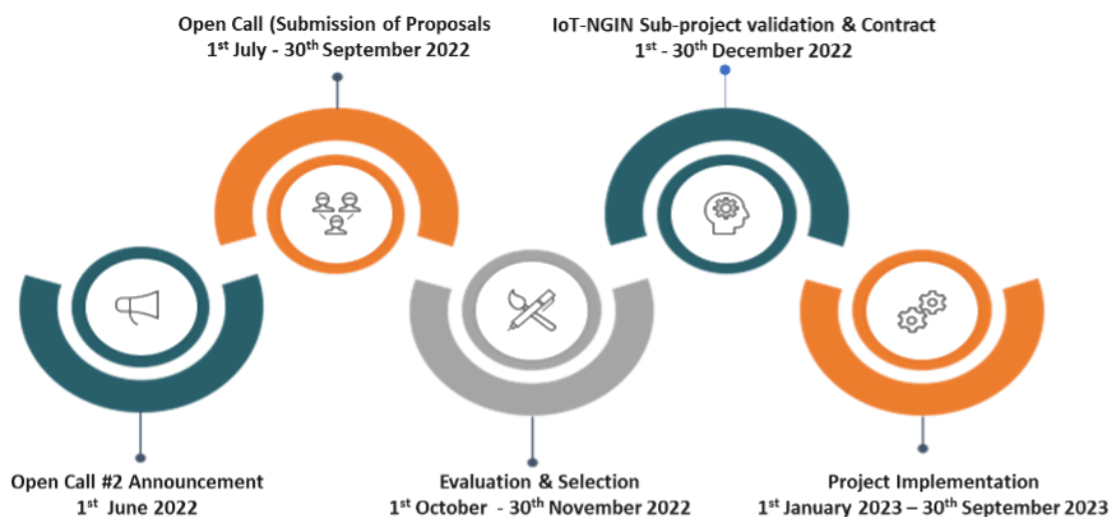 Open Call (Submission of Proposals
1st July - 30th September 2022
IoT-NGIN Sub-project validation & Contract
1st - 30th December 2022
Open Call #2 Announcement
1st June 2022
Evaluation & Selection
1st October - 30th November 2022
Project Implementation
1st January 2023 – 30th September 2023